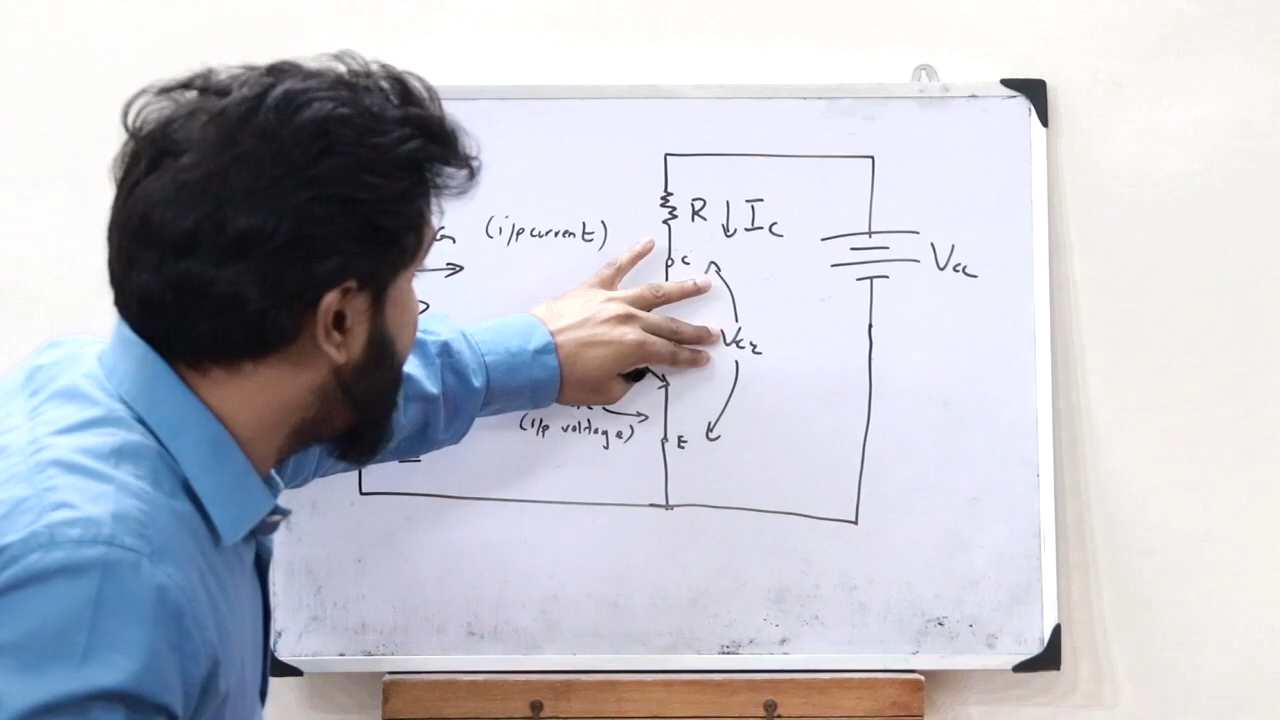 (i/p current)
R ↓ Ic
c
Vcc
VCE
(i/p voltage)
E